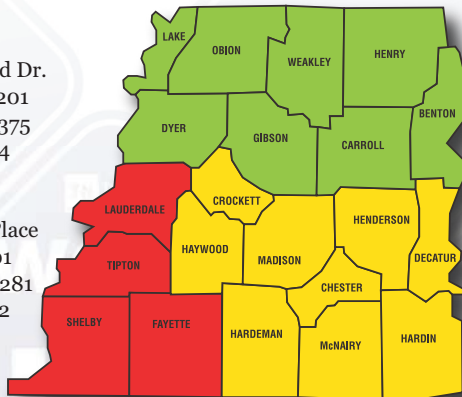 d Dr.
201
375
4
Place
01
281
2
LAKE
OBION
WEAKLEY
HENRY
BENTON
DYER
GIBSON
CARROLL
LAUDERDALE
CROCKETT
HENDERSON
HAYWOOD
MADISON
DECATUR
TIPTON
CHESTER
SHELBY
FAYETTE
HARDEMAN
McNAIRY
HARDIN